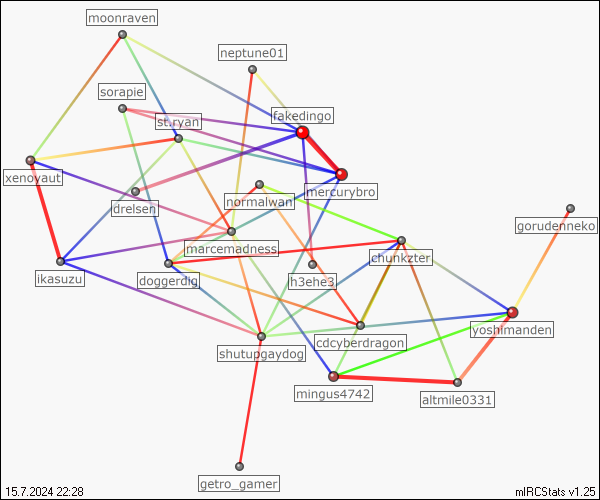 moonraven
neptune01
sorapie
fakedingo
st.ryan
xenoyaut
mercurybro
drelsen
normalwan
gorudenneko
marcemadness
chunkzter
ikasuzu
doggerdig
h3ehe3
yoshmanden
cdcyberdragon
shutupgaydog
mingus4742
altmile0331
getro_gamer
15.7.2024 22:28
mIRCStats v1.25